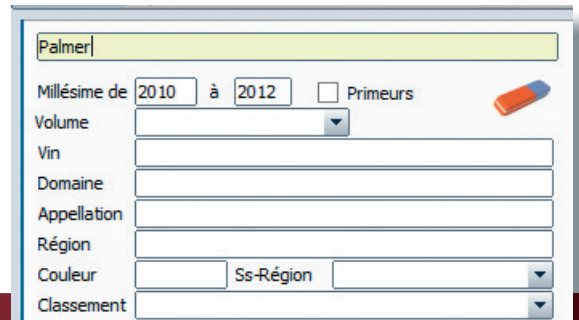 Palmer
Millésime de 2010 à 2012 Primeurs
Volume
Vin
Domaine
Appellation
Région
Couleur Ss-Région
Classement